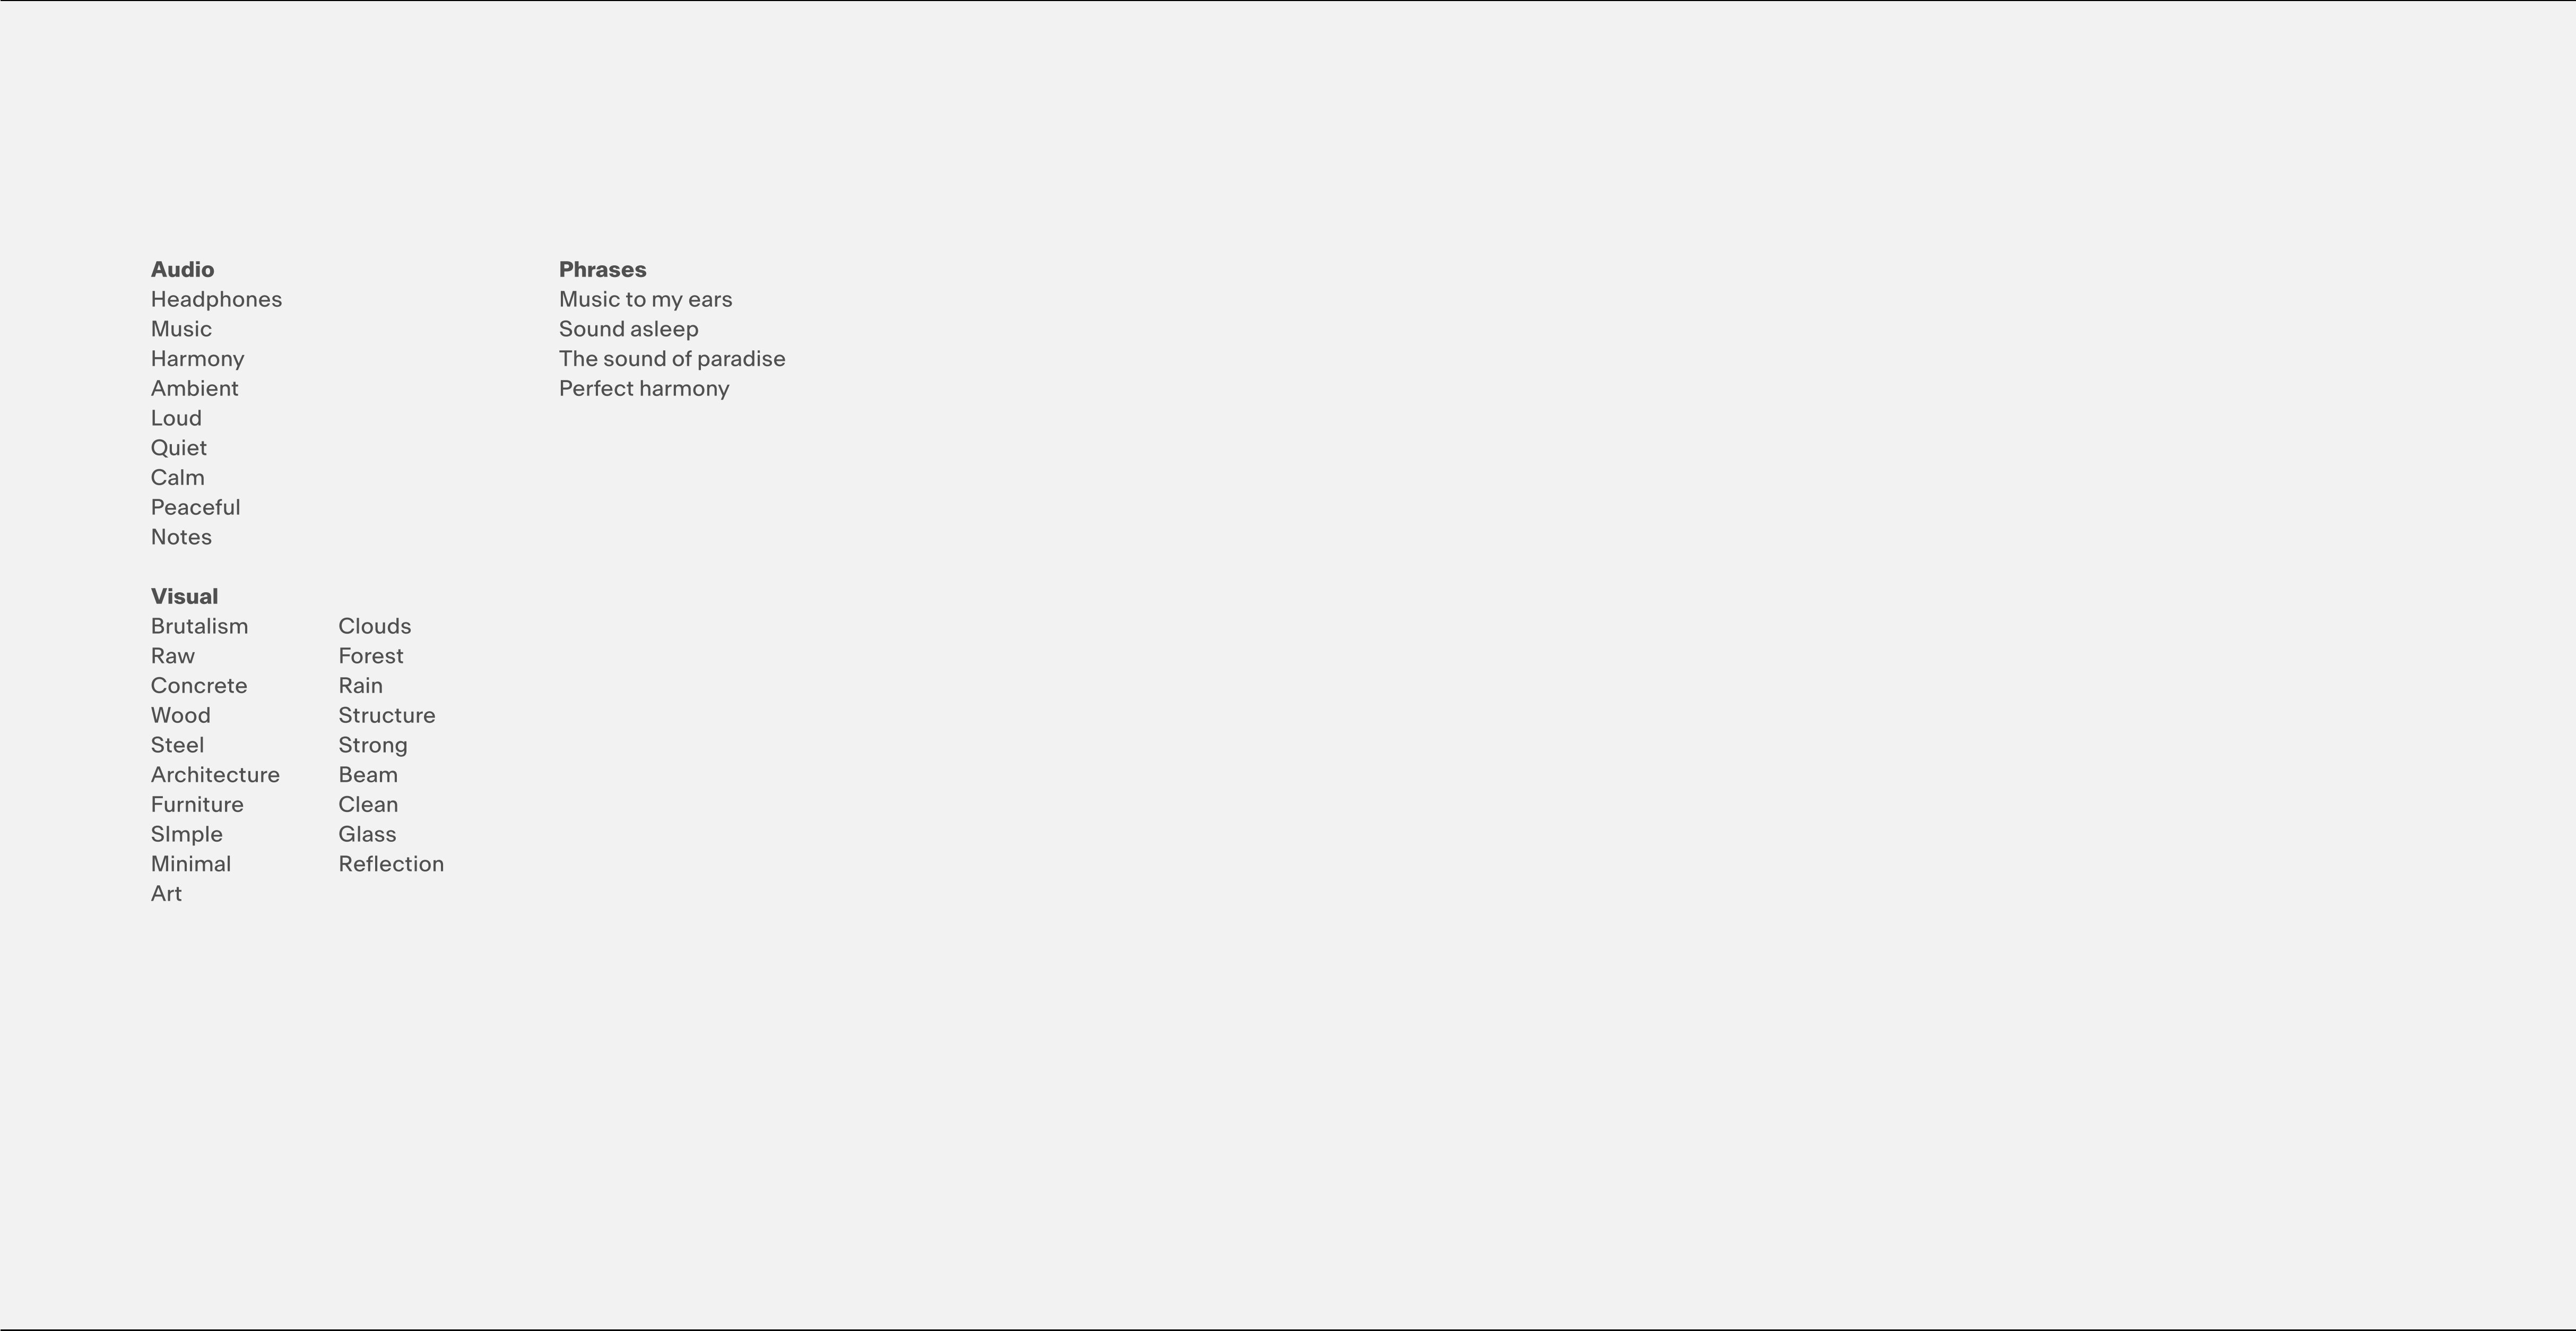 Audio
Headphones
Music
Harmony
Ambient
Loud
Quiet
Calm
Peaceful
Notes
Visual
Brutalism
Raw
Concrete
Wood
Steel
Architecture
Furniture
SImple
Minimal
Art
Clouds
Forest
Rain
Structure
Strong
Beam
Clean
Glass
Reflection
Phrases
Music to my ears
Sound asleep
The sound of paradise
Perfect harmony